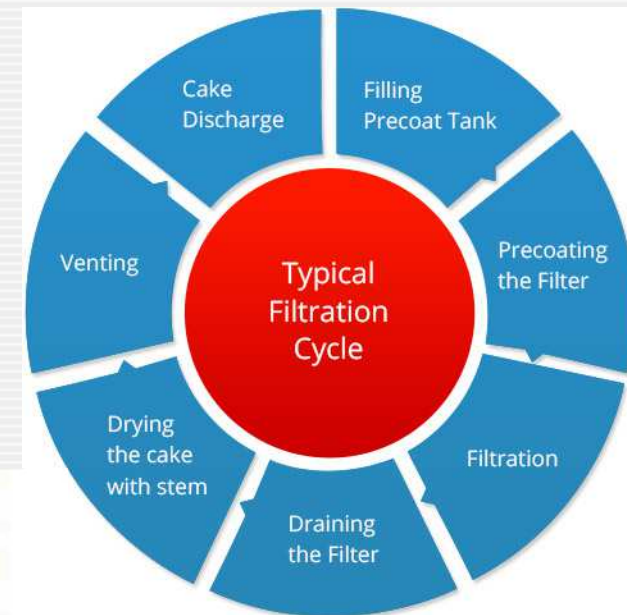 Typical
Filtration
Cycle
Filling
Precoat Tank
Precoating
the Filter
Filtration
Draining
the Filter
Drying
the cake
with stem
Venting
Cake
Discharge